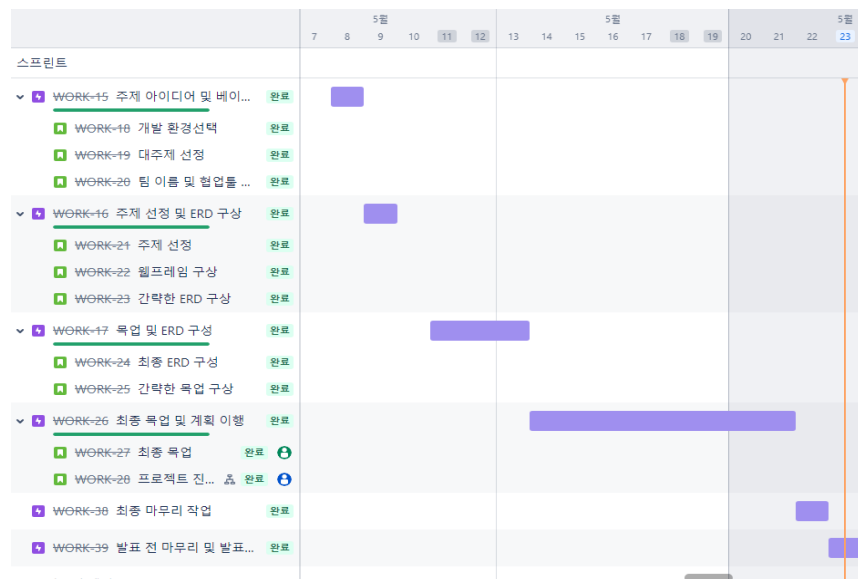 5월 5월 5월
7 8 9 10 11 12 13 14 15 16 17 18 19 20 21 22 23
스프린트
WORK-15 주제 아이디어 및 베이... 완료
WORK-18 개발 환경선택 완료
WORK-19 대주제 선정 완료
WORK-20 팀 이름 및 협업툴 ... 완료
WORK-16 주제 선정 및 ERD 구상 완료
WORK-21 주제 선정 완료
WORK-22 웰프레임 구상 완료
WORK-23 간략한 ERD 구상 완료
WORK-17 목업 및 ERD 구성 완료
WORK-24 최종 ERD 구성 완료
WORK-25 간략한 목업 구상 완료
WORK-26 최종 목업 및 계획 이행 완료
WORK-27 최종 목업 완료
WORK-28 프로젝트 진... 완료
WORK-38 최종 마무리 작업 완료
WORK-39 발표 전 마무리 및 발표... 완료